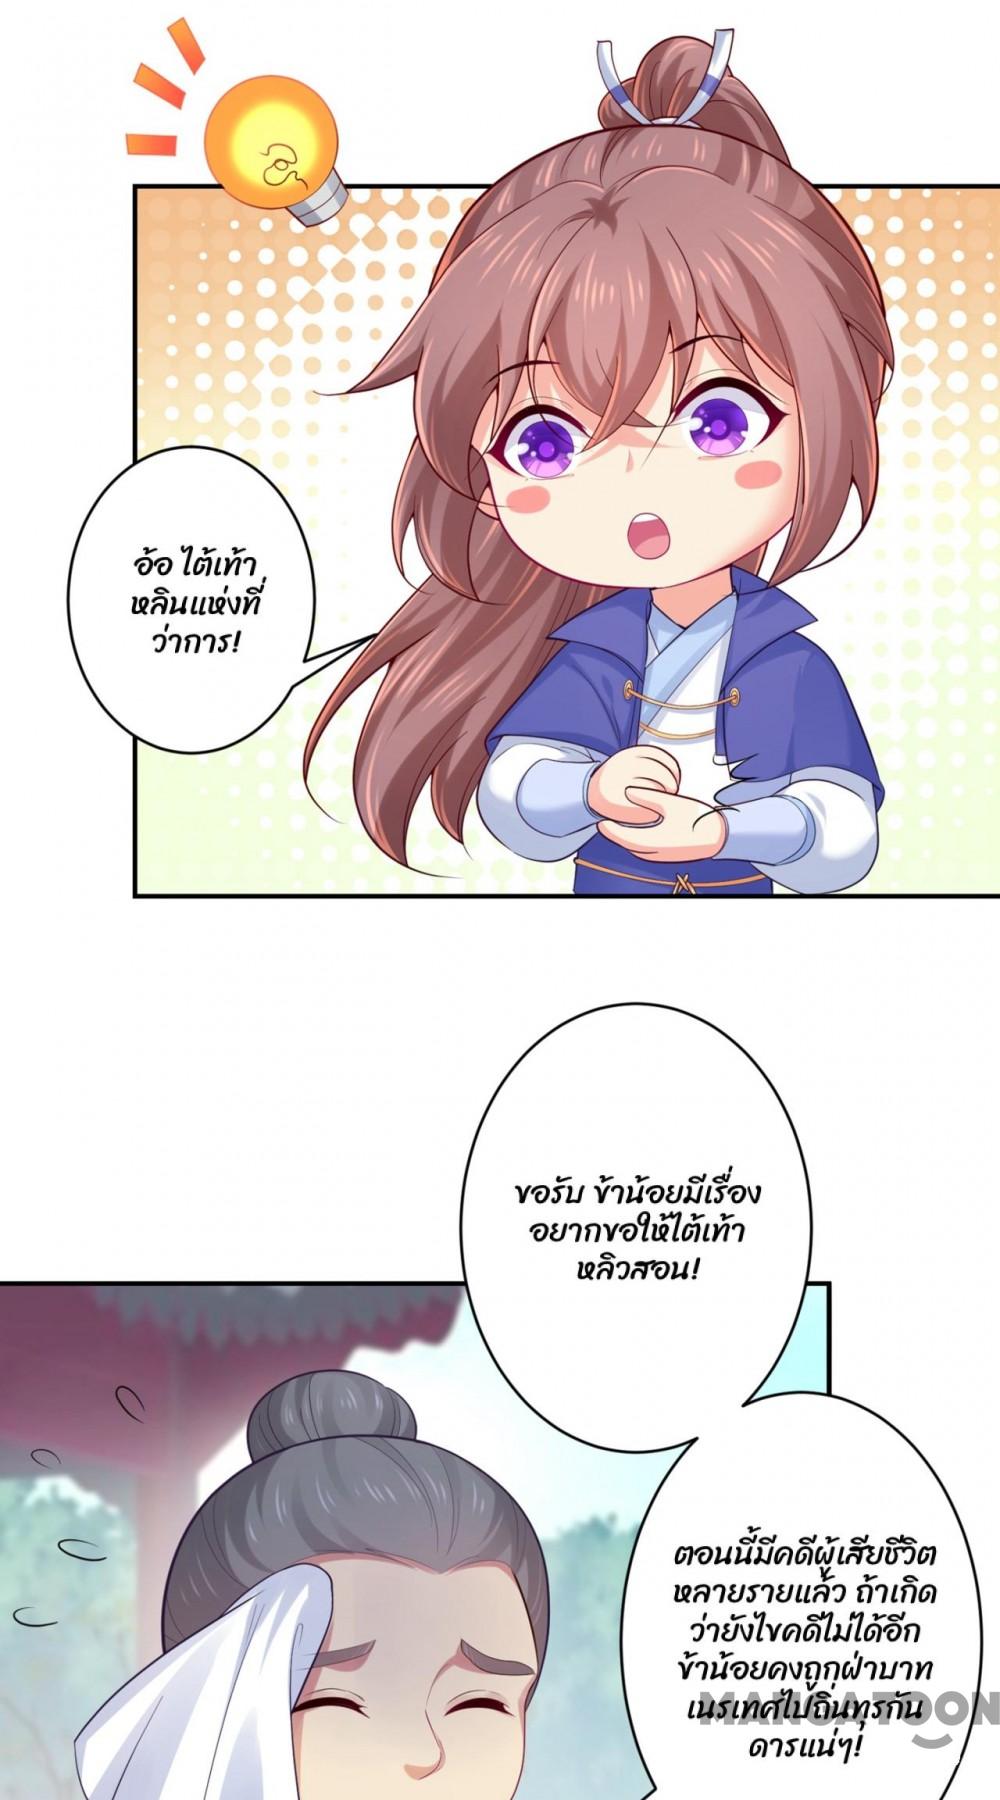 อ้อ ไต้เท้า
หลินแห่งที่
ว่าการ!
ขอรับ ข้าน้อยมีเรื่อง
อยากขอให้ไต้เท้า
หลิวสอน!
ตอนนี้มีคดีผู้เสียชีวิต
หลายรายแล้ว ถ้าเกิด
ว่ายังไขคดีไม่ได้อีก
ข้าน้อยคงถูกฝ่าบาท
เนรเทศไปถิ่นทุรกัน
ดารแน่ๆ!
MANGATOON